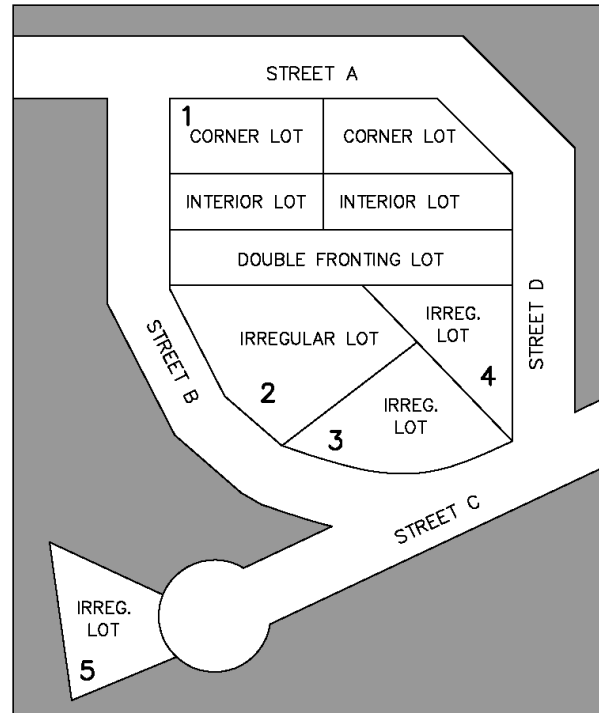 STREET A
1
CORNER LOT
CORNER LOT
INTERIOR LOT
INTERIOR LOT
DOUBLE FRONTING LOT
STREET B
IRREGULAR LOT
2
IRREG.
LOT
4
STREET D
IRREG.
LOT
3
STREET C
IRREG.
LOT
5